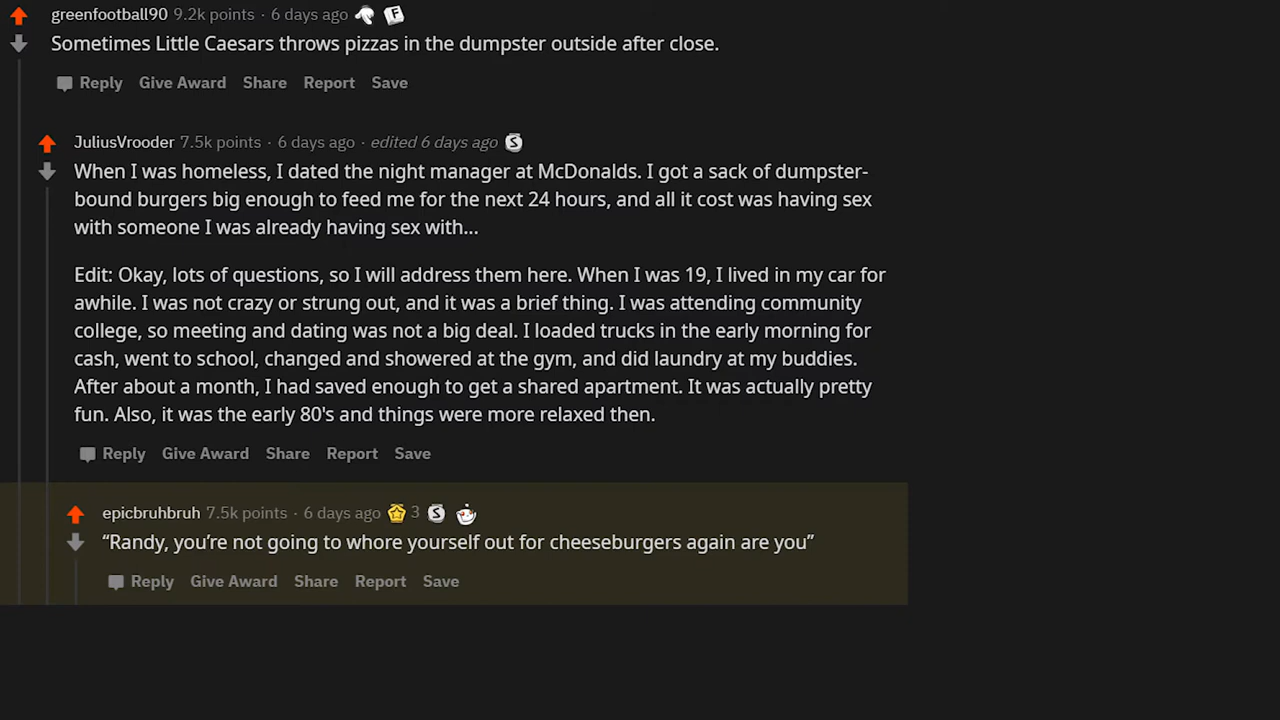 greenfootball90 9.2k points · 6 days ago
Sometimes Little Caesars throws pizzas in the dumpster outside after close.
Reply Give Award Share Report Save
JuliusVrooder 7.5k points · 6 days ago · edited 6 days ago
When I was homeless, I dated the night manager at McDonalds. I got a sack of dumpster-
bound burgers big enough to feed me for the next 24 hours, and all it cost was having sex
with someone I was already having sex with...
Edit: Okay, lots of questions, so I will address them here. When I was 19, I lived in my car for
awhile. I was not crazy or strung out, and it was a brief thing. I was attending community
college, so meeting and dating was not a big deal. I loaded trucks in the early morning for
cash, went to school, changed and showered at the gym, and did laundry at my buddies.
After about a month, I had saved enough to get a shared apartment. It was actually pretty
fun. Also, it was the early 80's and things were more relaxed then.
Reply Give Award Share Report Save
epicbruhbruh 7.5k points · 6 days ago 3
“Randy, you’re not going to whore yourself out for cheeseburgers again are you”
Reply Give Award Share Report Save